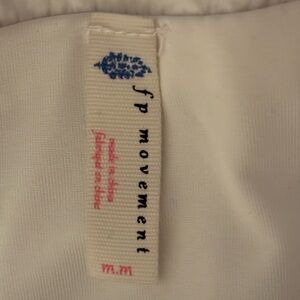 fp movement
made in china
fabriqué en chine
m.m